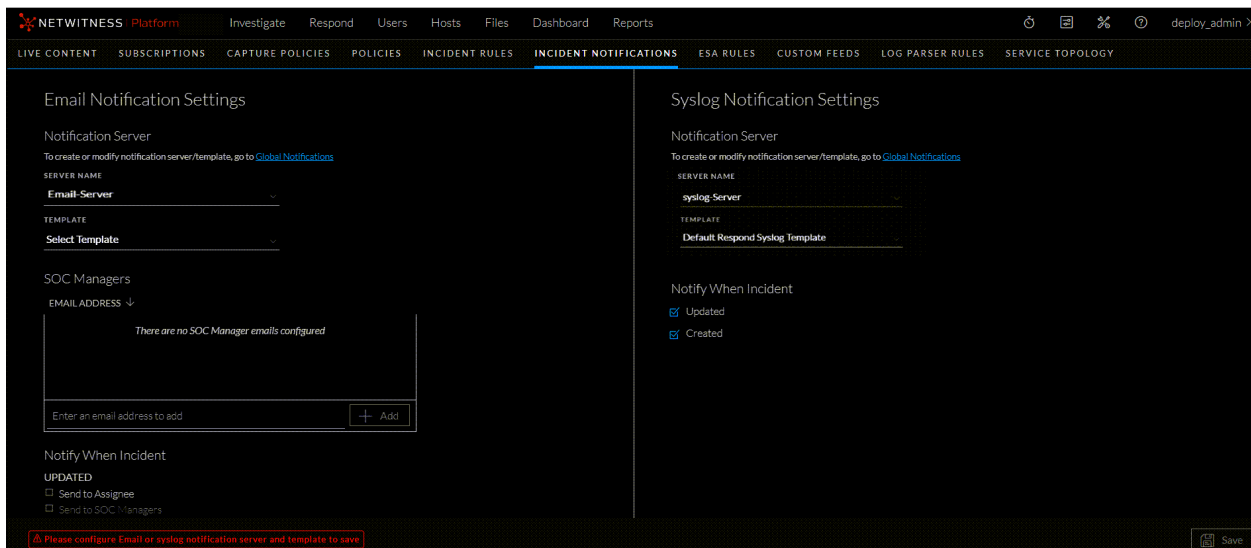 NETWITNESS Platform Investigate Respond Users Hosts Files Dashboard Reports deploy_admin
LIVE CONTENT SUBSCRIPTIONS CAPTURE POLICIES POLICIES INCIDENT RULES INCIDENT NOTIFICATIONS ESA RULES CUSTOM FEEDS LOG PARSER RULES SERVICE TOPOLOGY
Email Notification Settings
Notification Server
To create or modify notification server/template, go to Global Notifications
SERVER NAME
Email-Server
TEMPLATE
Select Template
SOC Managers
EMAIL ADDRESS
There are no SOC Manager emails configured
Enter an email address to add
Add
Notify When Incident
UPDATED
Send to Assignee
Send to SOC Managers
Syslog Notification Settings
Notification Server
To create or modify notification server/template, go to Global Notifications
SERVER NAME
syslog-Server
TEMPLATE
Default Respond Syslog Template
Notify When Incident
Updated
Created
Please configure Email or syslog notification server and template to save
Save